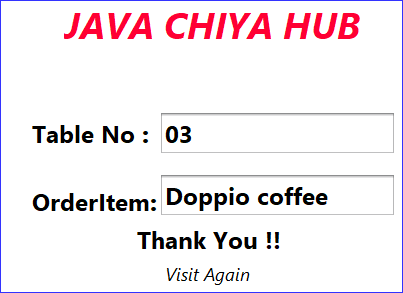 JAVA CHIYA HUB
Table No : 03
OrderItem: Doppio coffee
Thank You !!
Visit Again